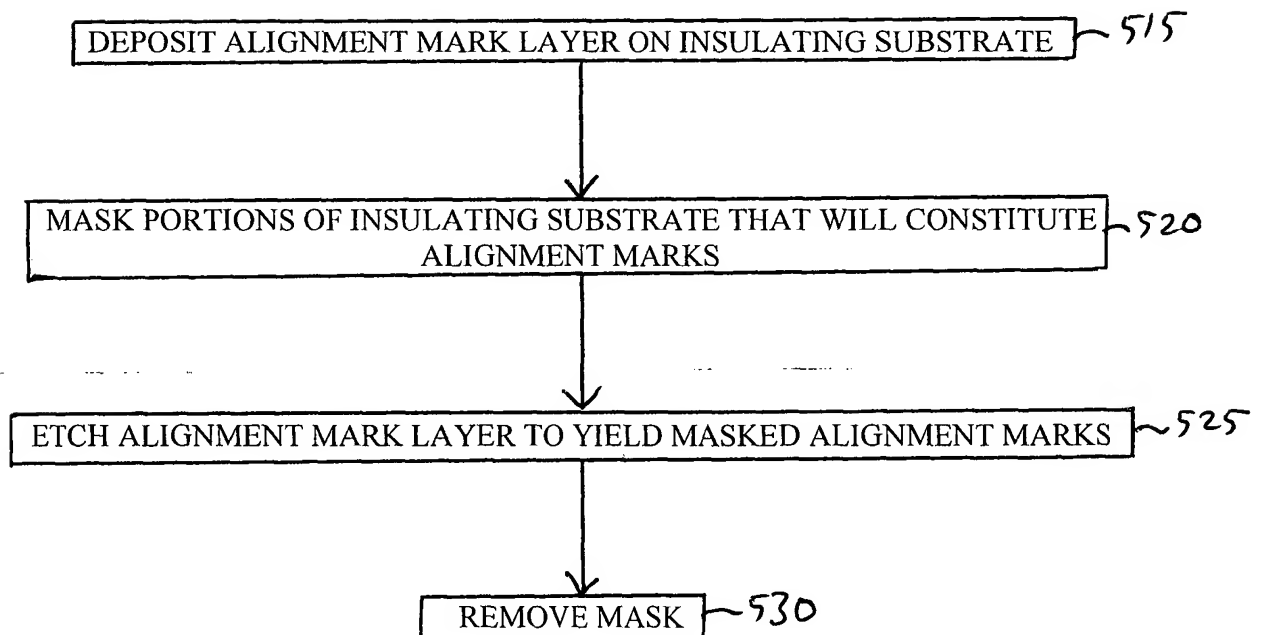 DEPOSIT ALIGNMENT MARK LAYER ON INSULATING SUBSTRATE 515
MASK PORTIONS OF INSULATING SUBSTRATE THAT WILL CONSTITUTE 520
ALIGNMENT MARKS
ETCH ALIGNMENT MARK LAYER TO YIELD MASKED ALIGNMENT MARKS 525
REMOVE MASK 530